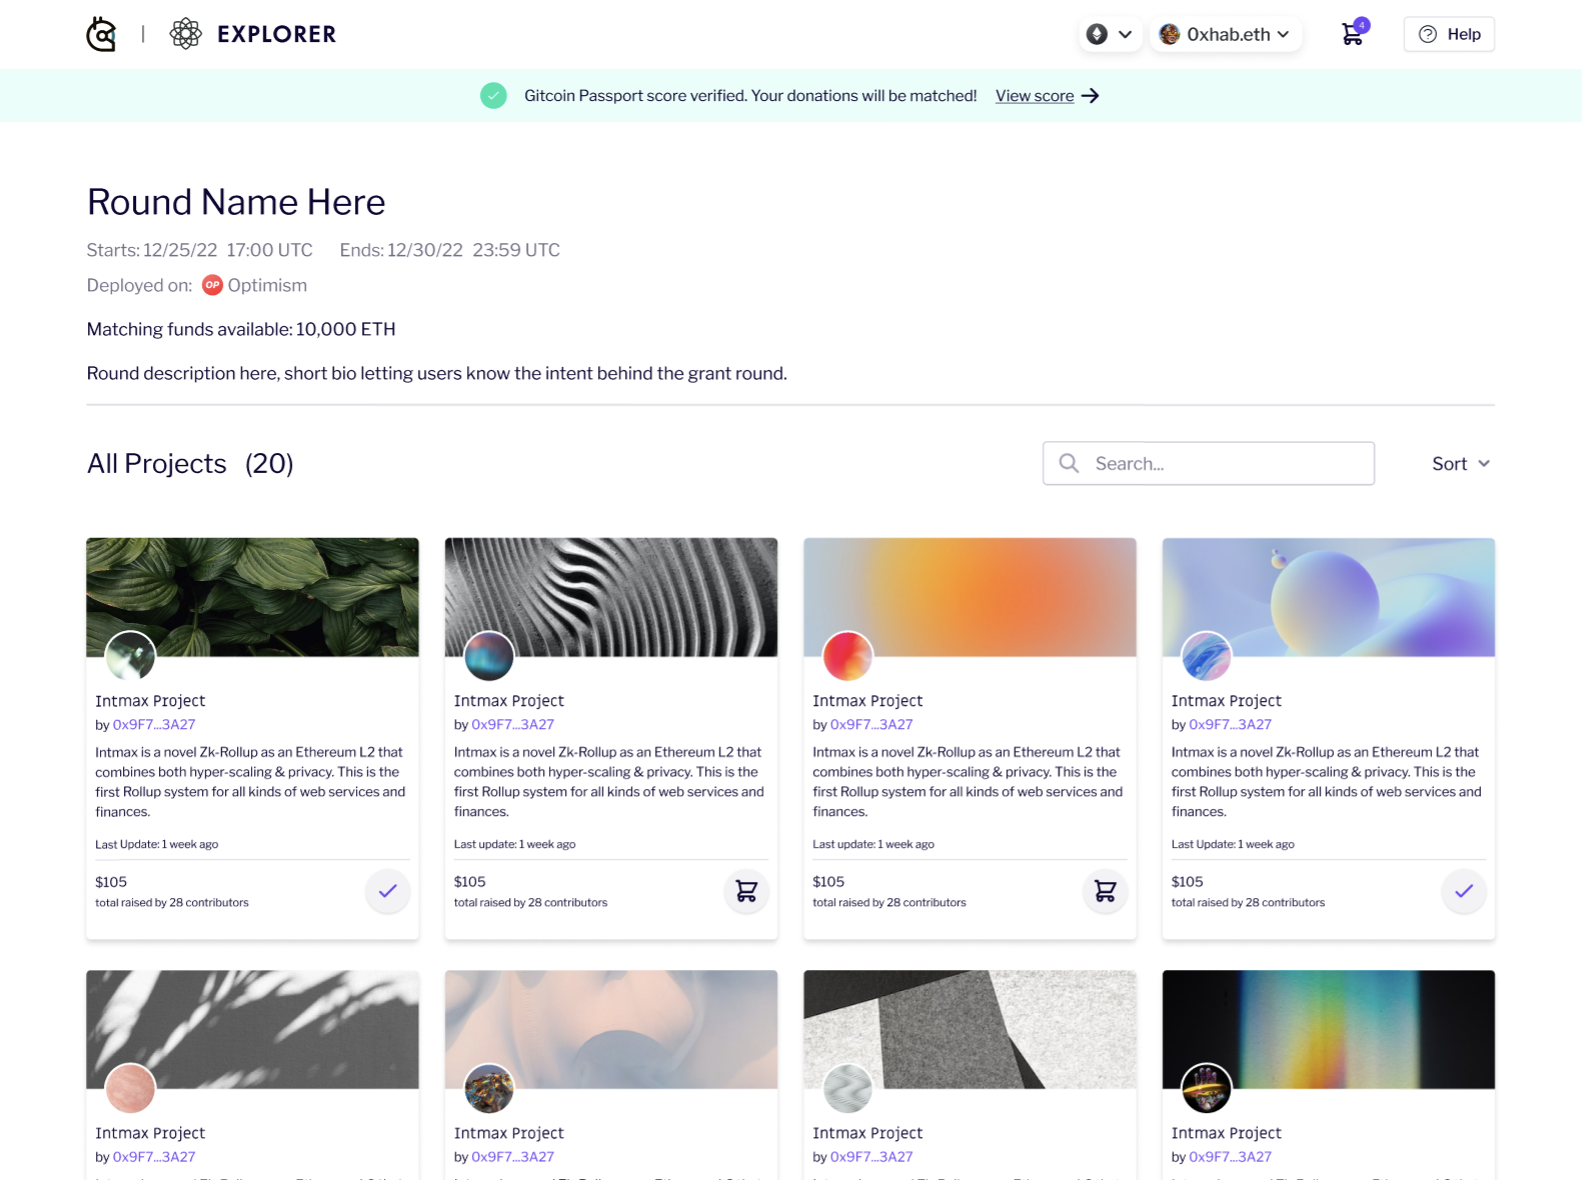 EXPLORER
0xhab.eth
4
Help
Gitcoin Passport score verified. Your donations will be matched! View score
Round Name Here
Starts: 12/25/22 17:00 UTC Ends: 12/30/22 23:59 UTC
Deployed on: OP Optimism
Matching funds available: 10,000 ETH
Round description here, short bio letting users know the intent behind the grant round.
All Projects (20)
Search...
Sort
Intmax Project
by 0x9F7...3A27
Intmax is a novel Zk-Rollup as an Ethereum L2 that
combines both hyper-scaling & privacy. This is the
first Rollup system for all kinds of web services and
finances.
Last Update: 1 week ago
$105
total raised by 28 contributors
Intmax Project
by 0x9F7...3A27
Intmax is a novel Zk-Rollup as an Ethereum L2 that
combines both hyper-scaling & privacy. This is the
first Rollup system for all kinds of web services and
finances.
Last update: 1 week ago
$105
total raised by 28 contributors
Intmax Project
by 0x9F7...3A27
Intmax is a novel Zk-Rollup as an Ethereum L2 that
combines both hyper-scaling & privacy. This is the
first Rollup system for all kinds of web services and
finances.
Last update: 1 week ago
$105
total raised by 28 contributors
Intmax Project
by 0x9F7...3A27
Intmax is a novel Zk-Rollup as an Ethereum L2 that
combines both hyper-scaling & privacy. This is the
first Rollup system for all kinds of web services and
finances.
Last Update: 1 week ago
$105
total raised by 28 contributors
Intmax Project
by 0x9F7...3A27
Intmax Project
by 0x9F7...3A27
Intmax Project
by 0x9F7...3A27
Intmax Project
by 0x9F7...3A27